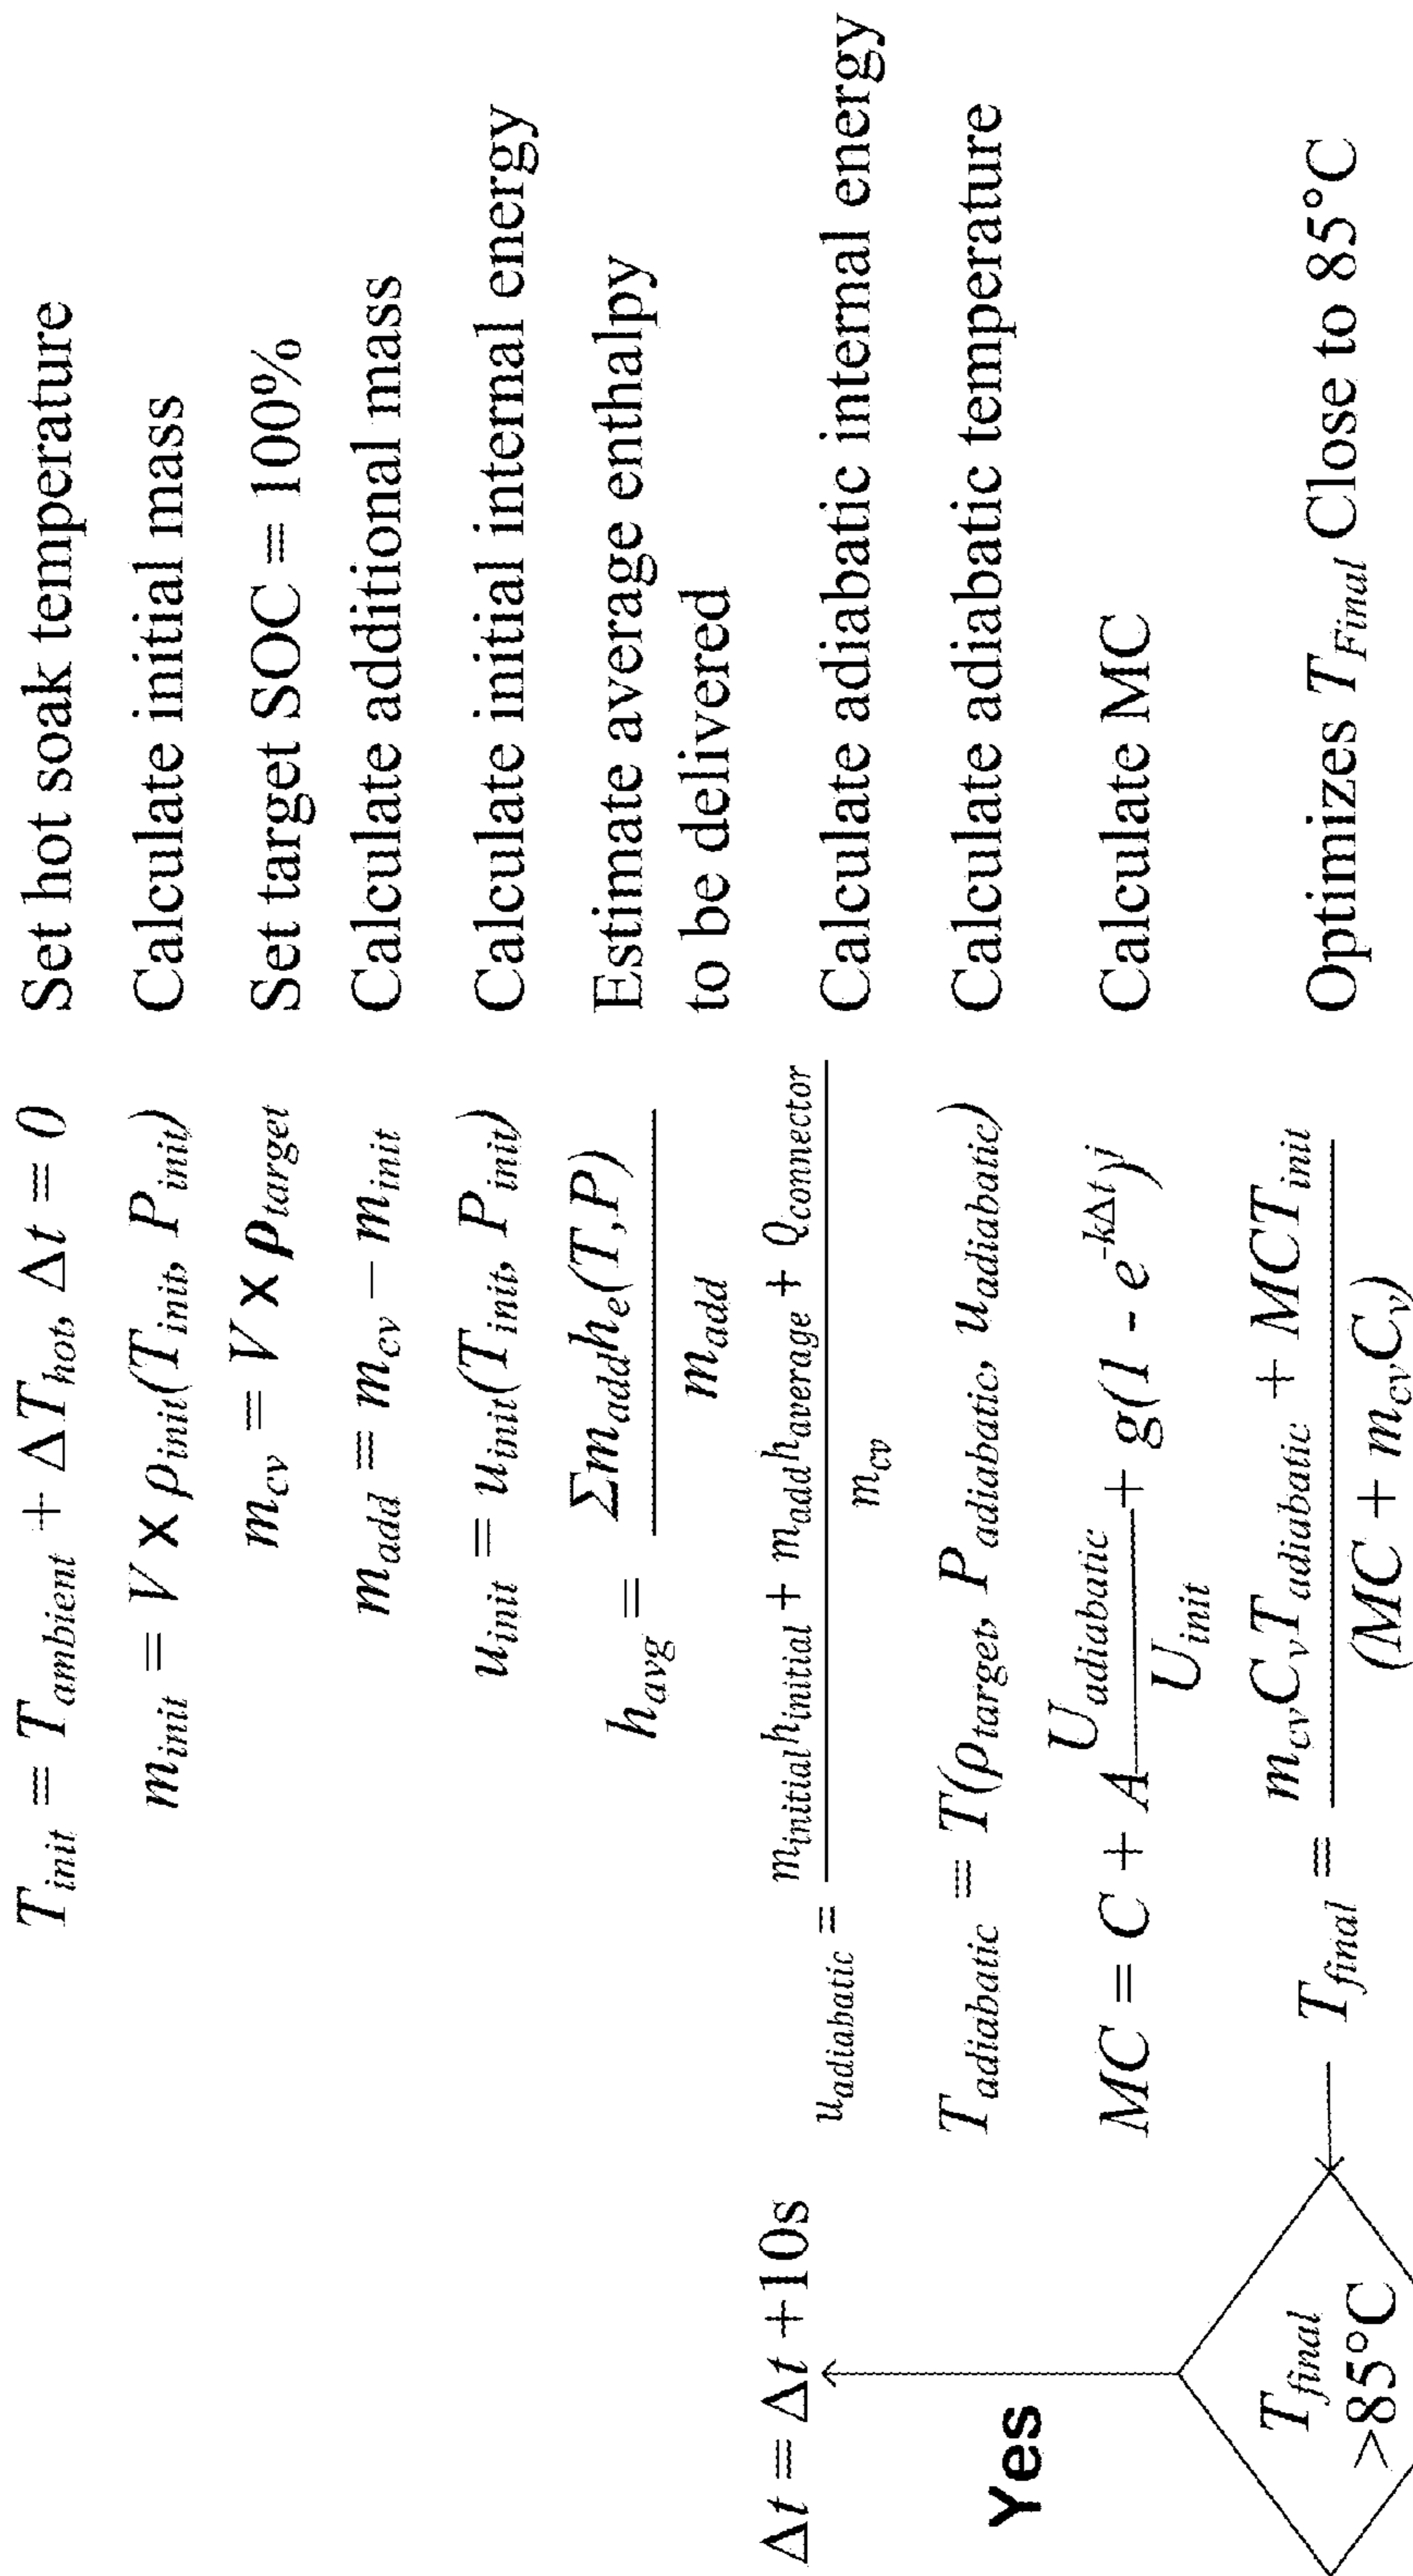 T_init = T_ambient + ΔT_hot, Δt = 0 Set hot soak temperature
m_init = V × ρ_init(T_init, P_init) Calculate initial mass
m_cv = V × ρ_target Set target SOC = 100%
m_add = m_cv − m_init Calculate additional mass
u_init = u_init(T_init, P_init) Calculate initial internal energy
h_avg = Σm_add h_e(T,P) / m_add Estimate average enthalpy
to be delivered
Δt = Δt +10s
u_adiabatic = m_initial h_initial + m_add h_average + Q_connector / m_cv Calculate adiabatic internal energy
T_adiabatic = T(ρ_target, P_adiabatic, u_adiabatic) Calculate adiabatic temperature
Yes
MC = C + A U_adiabatic / U_init + g(1 - e^-kΔt)^j Calculate MC
T_final >85°C
T_final = m_cv C_v T_adiabatic + MCT_init / (MC + m_cv C_v) Optimizes T_Final Close to 85°C